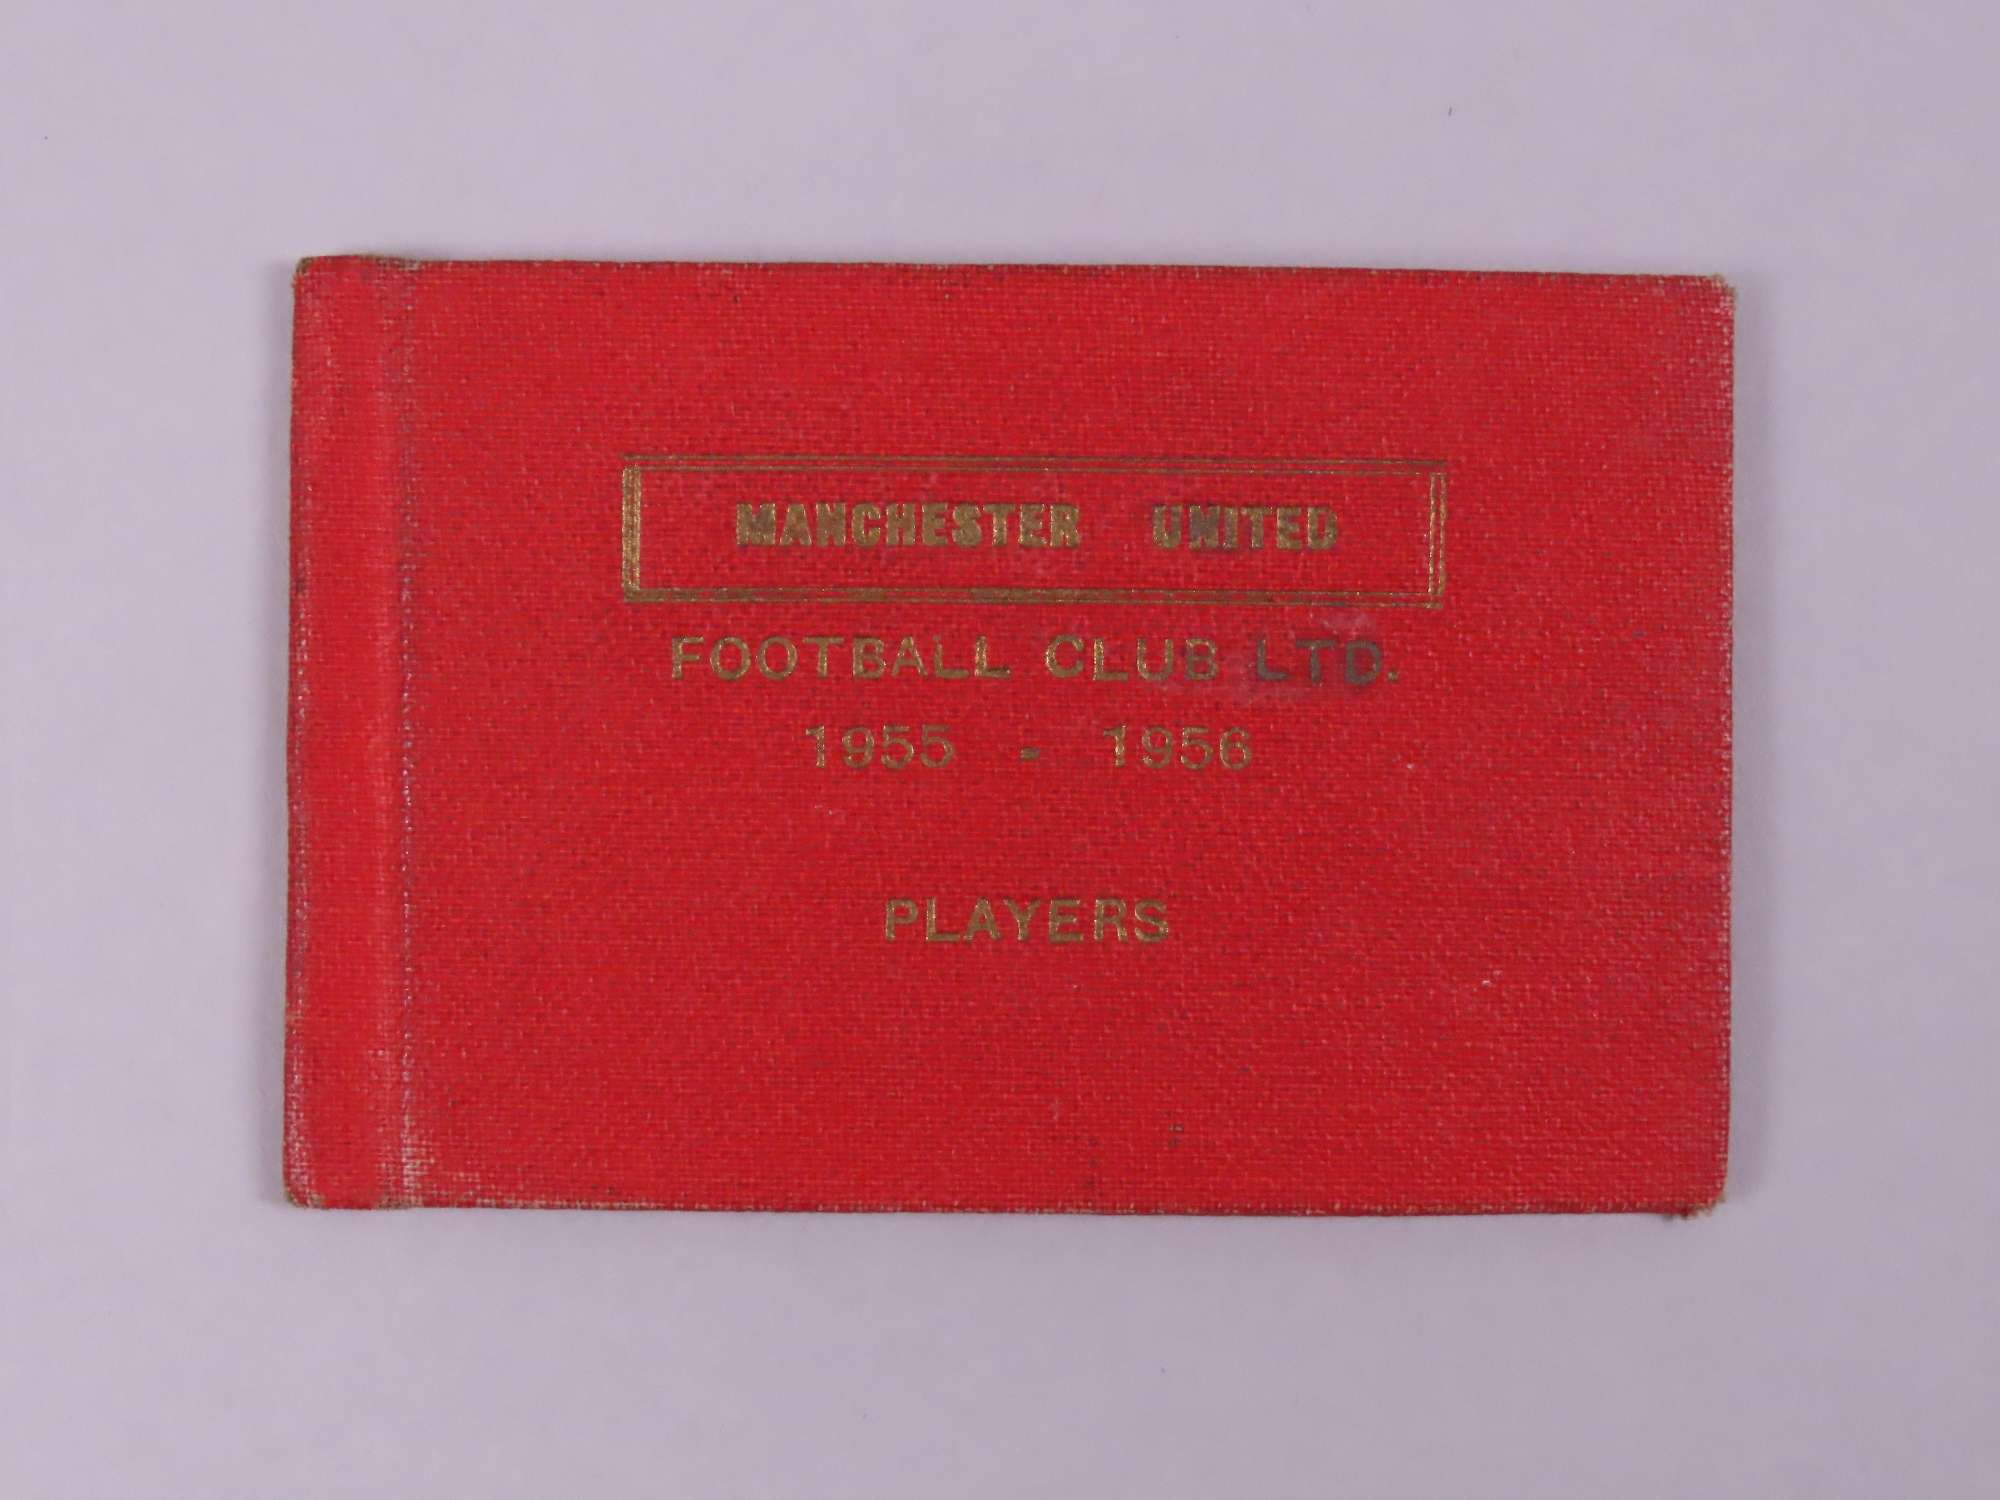 MANCHESTER UNITED
FOOTBALL CLUB LTD.
1955 - 1956
PLAYERS